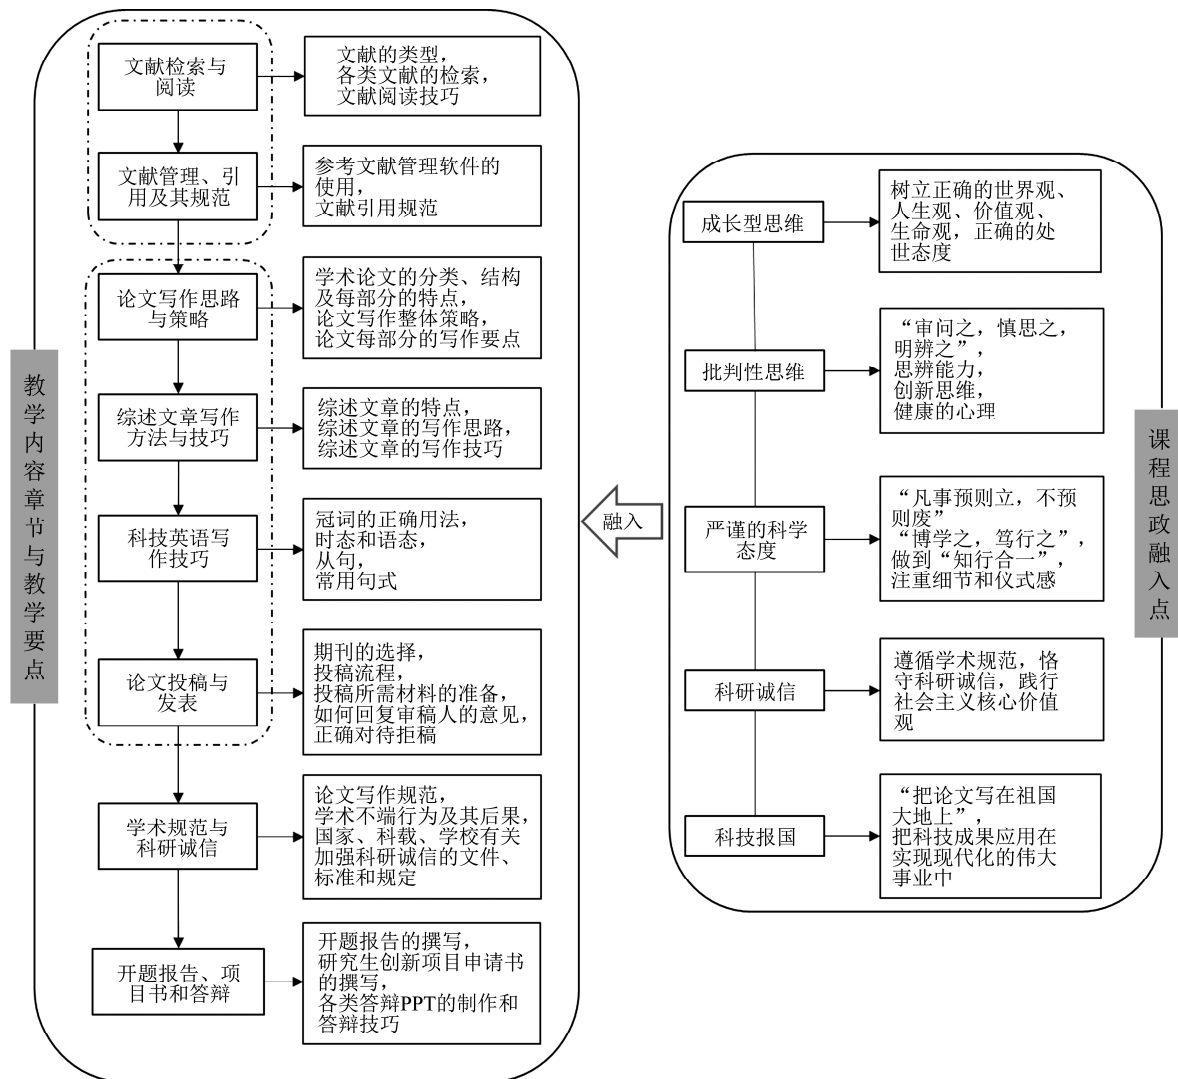 教学内容章节与教学要点
文献检索与
阅读
文献的类型，
各类文献的检索，
文献阅读技巧
文献管理、引
用及其规范
参考文献管理软件的
使用，
文献引用规范
论文写作思路
与策略
学术论文的分类、结构
及每部分的特点，
论文写作整体策略，
论文每部分的写作要点
综述文章写作
方法与技巧
综述文章的特点，
综述文章的写作思路，
综述文章的写作技巧
科技英语写
作技巧
冠词的正确用法，
时态和语态，
从句，
常用句式
论文投稿与
发表
期刊的选择，
投稿流程，
投稿所需材料的准备，
如何回复审稿人的意见，
正确对待拒稿
学术规范与
科研诚信
论文写作规范，
学术不端行为及其后果，
国家、科载、学校有关
加强科研诚信的文件、
标准和规定
开题报告、项
目书和答辩
开题报告的撰写，
研究生创新项目申请书
的撰写，
各类答辩PPT的制作和
答辩技巧
融入
成长型思维
树立正确的世界观、
人生观、价值观、
生命观，正确的处
世态度
批判性思维
“审问之，慎思之，
明辨之”，
思辨能力，
创新思维，
健康的心理
严谨的科学
态度
“凡事预则立，不预
则废”
“博学之，笃行之”，
做到“知行合一”，
注重细节和仪式感
科研诚信
遵循学术规范，恪
守科研诚信，践行
社会主义核心价值
观
科技报国
“把论文写在祖国
大地上”，
把科技成果应用在
实现现代化的伟大
事业中
课程思政融入点